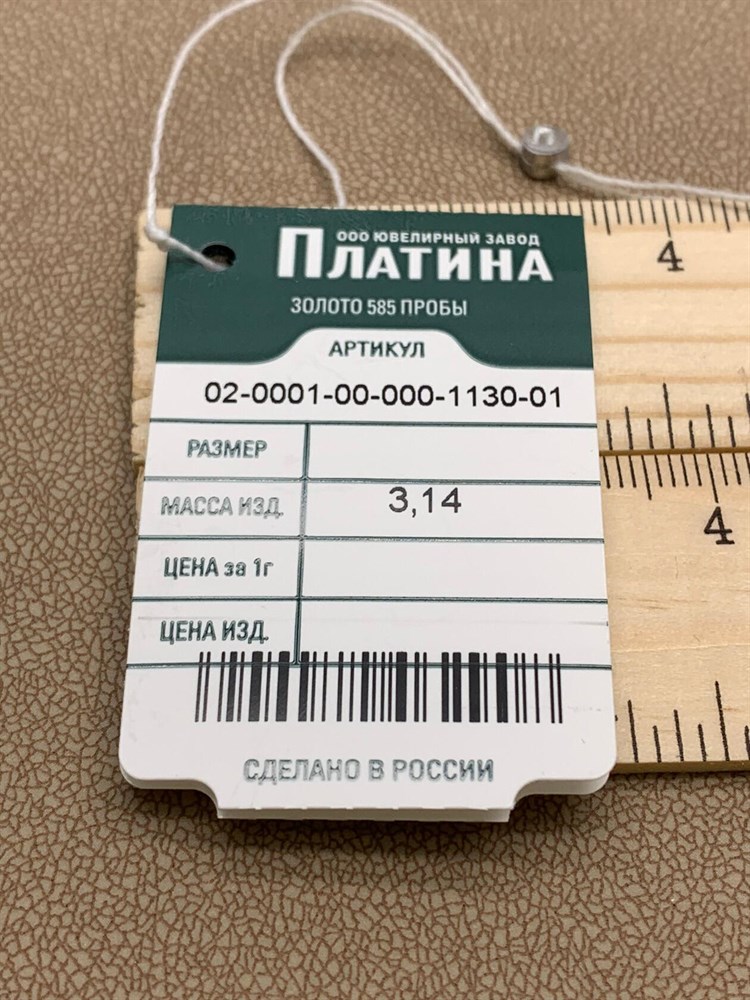 ООО ЮВЕЛИРНЫЙ ЗАВОД
ПЛАТИНА
ЗОЛОТО 585 ПРОБЫ
АРТИКУЛ
02-0001-00-000-1130-01
РАЗМЕР
МАССА ИЗД. 3,14
ЦЕНА за 1г
ЦЕНА ИЗД.
СДЕЛАНО В РОССИИ
4
4